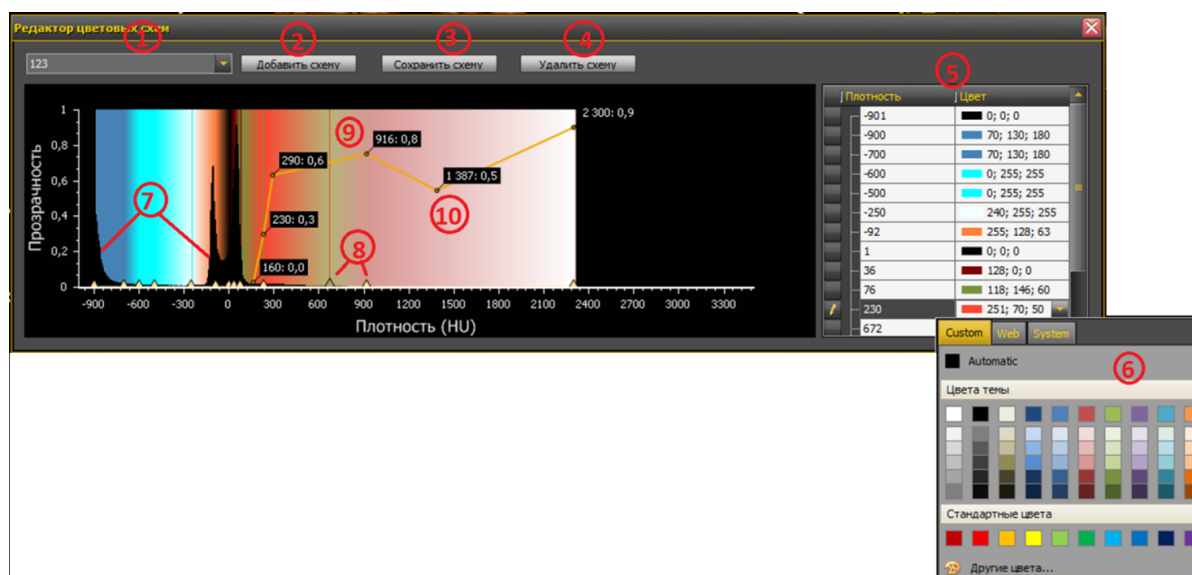 Редактор цветовых схем
1
2
3
4
123
Добавить схему
Сохранить схему
Удалить схему
5
Плотность Цвет
-901 0; 0; 0
-900 70; 130; 180
-700 70; 130; 180
-600 0; 255; 255
-500 0; 255; 255
-250 240; 255; 255
-92 255; 128; 63
1 0; 0; 0
36 128; 0; 0
76 118; 146; 60
230 251; 70; 50
672
Прозрачность
1
0,8
0,6
0,4
0,2
0
2 300: 0,9
9
916: 0,8
290: 0,6
1 387: 0,5
10
7
230: 0,3
8
160: 0,0
-900 -700 -500 -300 0 300 600 900 1200 1500 1800 2100 2400 2700 3000 3300
Плотность (HU)
Custom Web System
Automatic
6
Цвета темы
Стандартные цвета
Другие цвета...